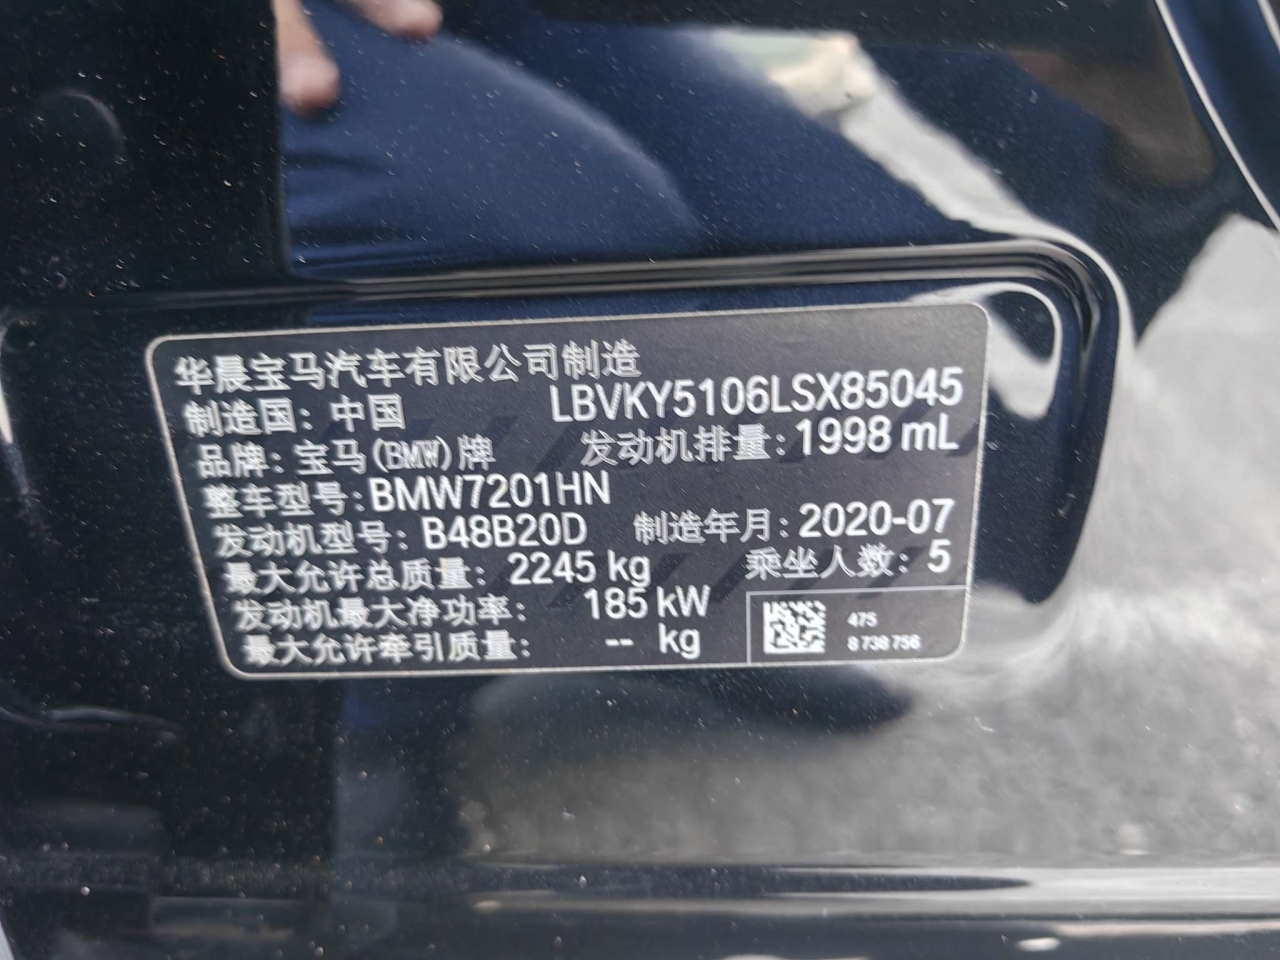 华晨宝马汽车有限公司制造
制造国：中国 LBVKY5106LSX85045
品牌：宝马(BMW)牌 发动机排量：1998 mL
整车型号：BMW7201HN
发动机型号：B48B20D 制造年月：2020-07
最大允许总质量：2245 kg 乘坐人数：5
发动机最大净功率：185 kW
最大允许牵引质量：-- kg
475
8 738 756